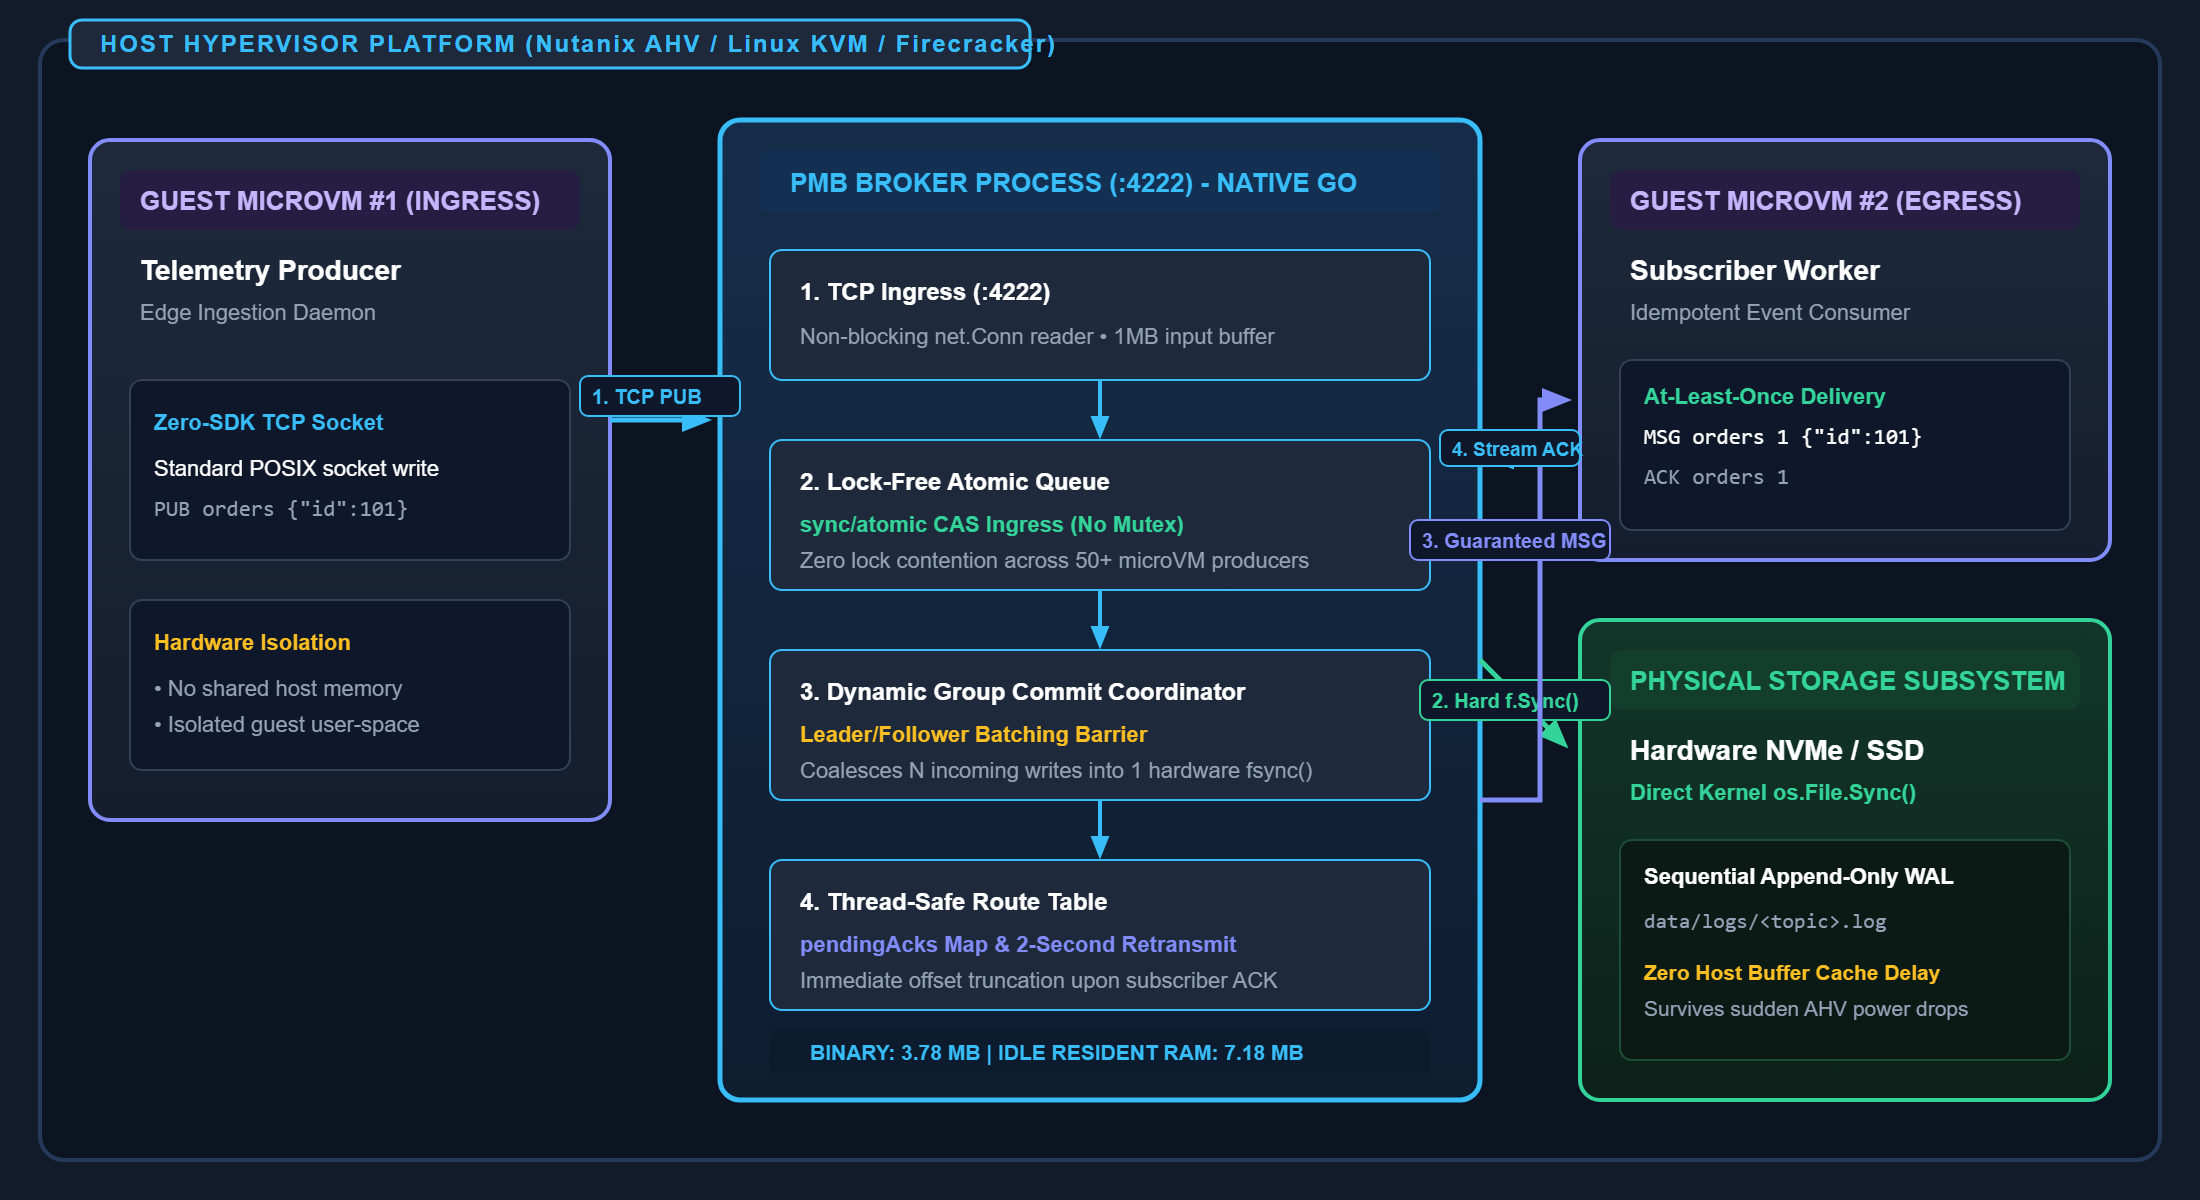 HOST HYPERVISOR PLATFORM (Nutanix AHV / Linux KVM / Firecracker)
GUEST MICROVM #1 (INGRESS)
Telemetry Producer
Edge Ingestion Daemon
Zero-SDK TCP Socket
Standard POSIX socket write
PUB orders {"id":101}
Hardware Isolation
• No shared host memory
• Isolated guest user-space
1. TCP PUB
PMB BROKER PROCESS (:4222) - NATIVE GO
1. TCP Ingress (:4222)
Non-blocking net.Conn reader • 1MB input buffer
2. Lock-Free Atomic Queue
sync/atomic CAS Ingress (No Mutex)
Zero lock contention across 50+ microVM producers
3. Dynamic Group Commit Coordinator
Leader/Follower Batching Barrier
Coalesces N incoming writes into 1 hardware fsync()
4. Thread-Safe Route Table
pendingAcks Map & 2-Second Retransmit
Immediate offset truncation upon subscriber ACK
BINARY: 3.78 MB | IDLE RESIDENT RAM: 7.18 MB
4. Stream ACK
3. Guaranteed MSG
2. Hard f.Sync()
GUEST MICROVM #2 (EGRESS)
Subscriber Worker
Idempotent Event Consumer
At-Least-Once Delivery
MSG orders 1 {"id":101}
ACK orders 1
PHYSICAL STORAGE SUBSYSTEM
Hardware NVMe / SSD
Direct Kernel os.File.Sync()
Sequential Append-Only WAL
data/logs/<topic>.log
Zero Host Buffer Cache Delay
Survives sudden AHV power drops